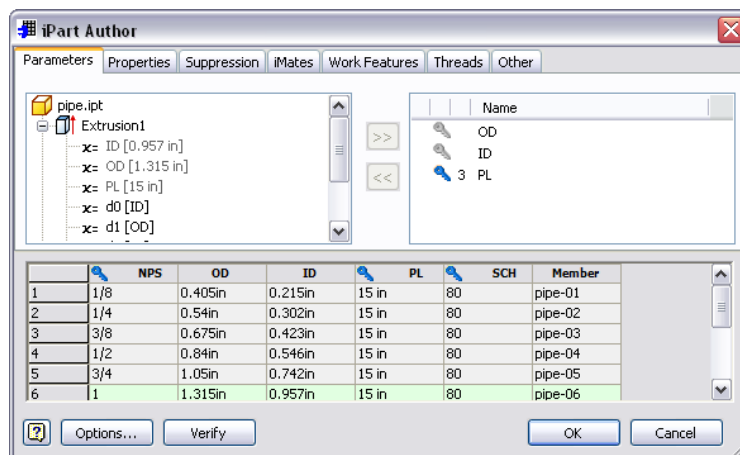 iPart Author
Parameters Properties Suppression iMates Work Features Threads Other
pipe.ipt
Extrusion1
x= ID [0.957 in]
x= OD [1.315 in]
x= PL [15 in]
x= d0 [ID]
x= d1 [OD]
>>
<<
Name
OD
ID
3 PL
NPS OD ID PL SCH Member
1 1/8 0.405in 0.215in 15 in 80 pipe-01
2 1/4 0.54in 0.302in 15 in 80 pipe-02
3 3/8 0.675in 0.423in 15 in 80 pipe-03
4 1/2 0.84in 0.546in 15 in 80 pipe-04
5 3/4 1.05in 0.742in 15 in 80 pipe-05
6 1 1.315in 0.957in 15 in 80 pipe-06
? Options... Verify OK Cancel